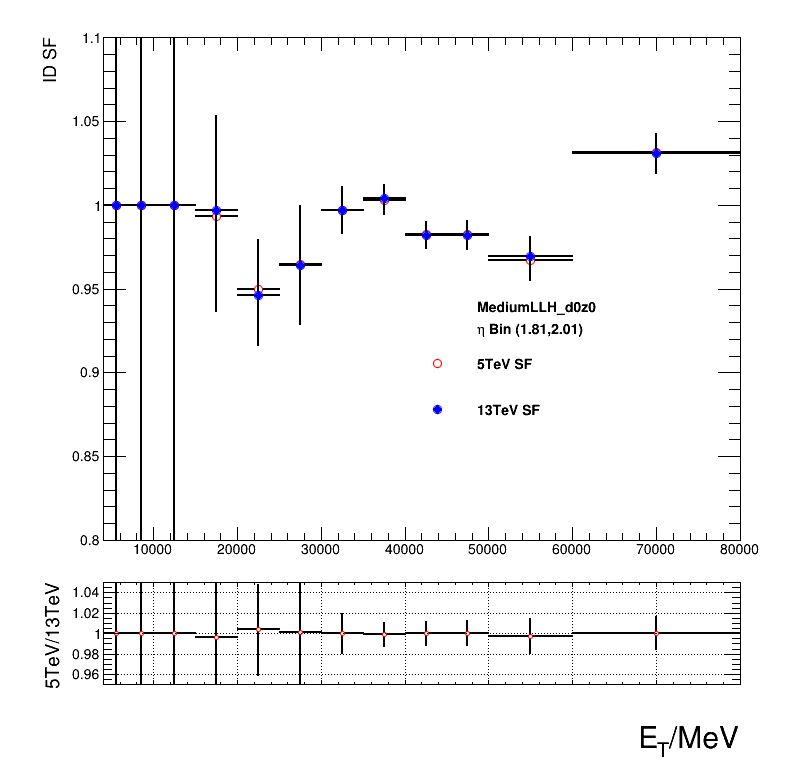 ID SF
1.1
1.05
1
0.95
0.9
0.85
0.8
MediumLLH_d0z0
η Bin (1.81,2.01)
5TeV SF
13TeV SF
10000 20000 30000 40000 50000 60000 70000 80000
5TeV/13TeV
1.04
1.02
1
0.98
0.96
E_T/MeV